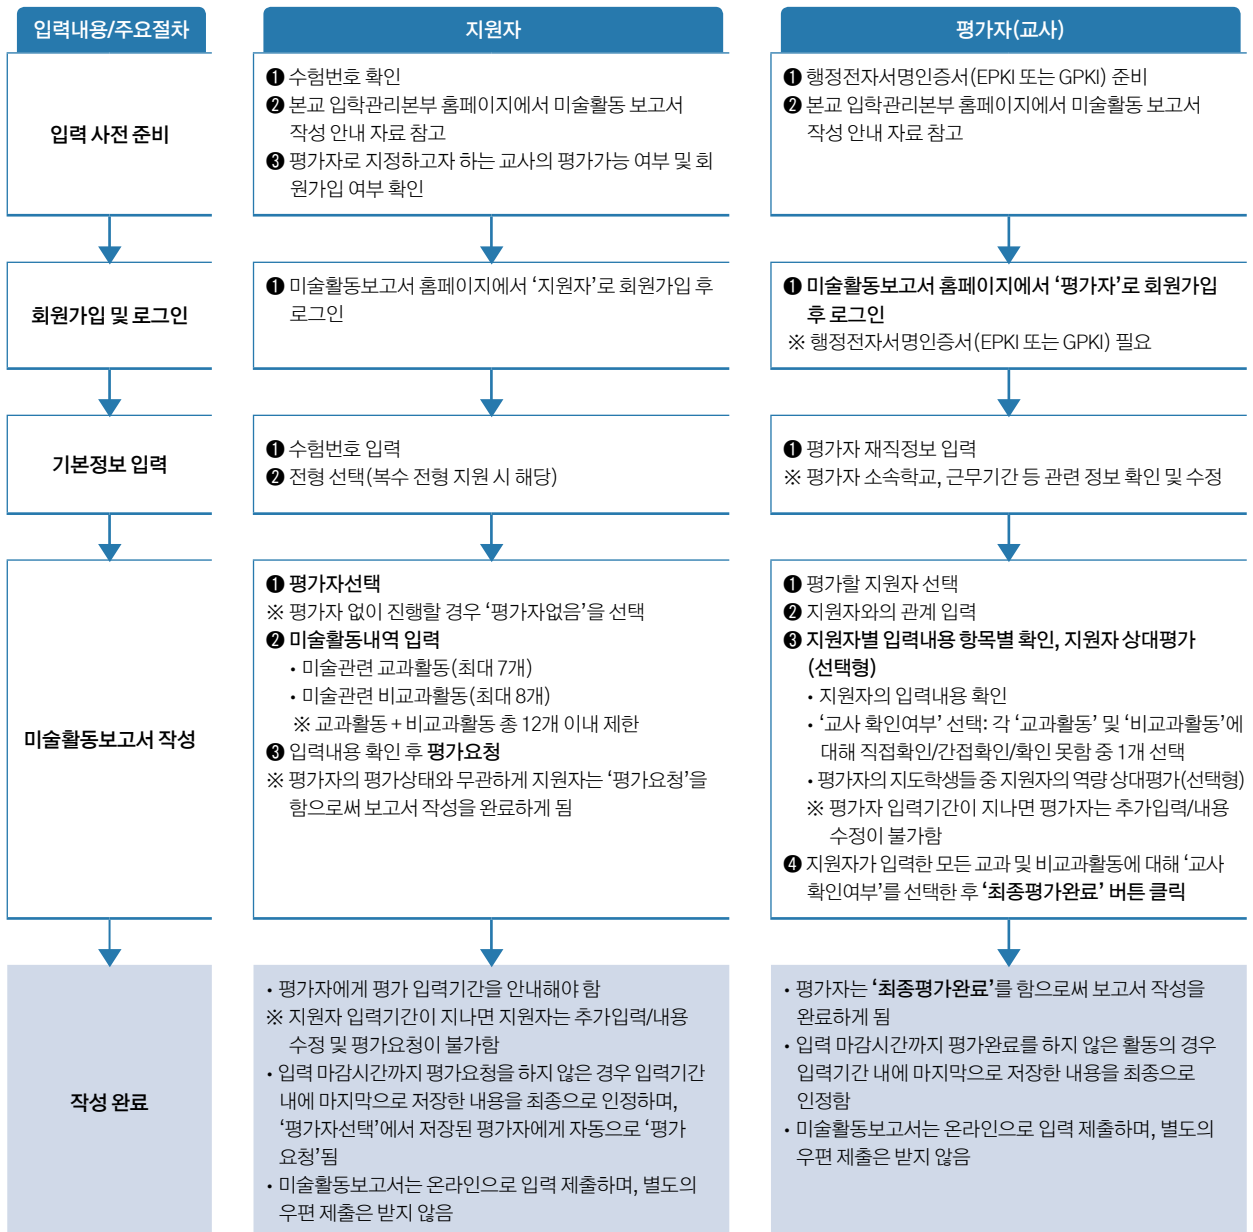 입력내용/주요절차
지원자
평가자(교사)
입력 사전 준비
❶ 수험번호 확인
❷ 본교 입학관리본부 홈페이지에서 미술활동 보고서
작성 안내 자료 참고
❸ 평가자로 지정하고자 하는 교사의 평가가능 여부 및 회
원가입 여부 확인
❶ 행정전자서명인증서(EPKI 또는 GPKI) 준비
❷ 본교 입학관리본부 홈페이지에서 미술활동 보고서
작성 안내 자료 참고
회원가입 및 로그인
❶ 미술활동보고서 홈페이지에서 ‘지원자’로 회원가입 후
로그인
❶ 미술활동보고서 홈페이지에서 ‘평가자’로 회원가입
후 로그인
※ 행정전자서명인증서(EPKI 또는 GPKI) 필요
기본정보 입력
❶ 수험번호 입력
❷ 전형 선택(복수 전형 지원 시 해당)
❶ 평가자 재직정보 입력
※ 평가자 소속학교, 근무기간 등 관련 정보 확인 및 수정
미술활동보고서 작성
❶ 평가자선택
※ 평가자 없이 진행할 경우 ‘평가자없음’을 선택
❷ 미술활동내역 입력
• 미술관련 교과활동(최대 7개)
• 미술관련 비교과활동(최대 8개)
※ 교과활동 + 비교과활동 총 12개 이내 제한
❸ 입력내용 확인 후 평가요청
※ 평가자의 평가상태와 무관하게 지원자는 ‘평가요청’을
함으로써 보고서 작성을 완료하게 됨
❶ 평가할 지원자 선택
❷ 지원자와의 관계 입력
❸ 지원자별 입력내용 항목별 확인, 지원자 상대평가
(선택형)
• 지원자의 입력내용 확인
• ‘교사 확인여부’ 선택: 각 ‘교과활동’ 및 ‘비교과활동’에
대해 직접확인/간접확인/확인 못함 중 1개 선택
• 평가자의 지도학생들 중 지원자의 역량 상대평가(선택형)
※ 평가자 입력기간이 지나면 평가자는 추가입력/내용
수정이 불가함
❹ 지원자가 입력한 모든 교과 및 비교과활동에 대해 ‘교사
확인여부’를 선택한 후 ‘최종평가완료’ 버튼 클릭
작성 완료
• 평가자에게 평가 입력기간을 안내해야 함
※ 지원자 입력기간이 지나면 지원자는 추가입력/내용
수정 및 평가요청이 불가함
• 입력 마감시간까지 평가요청을 하지 않은 경우 입력기간
내에 마지막으로 저장한 내용을 최종으로 인정하며,
‘평가자선택’에서 저장된 평가자에게 자동으로 ‘평가
요청’됨
• 미술활동보고서는 온라인으로 입력 제출하며, 별도의
우편 제출은 받지 않음
• 평가자는 ‘최종평가완료’를 함으로써 보고서 작성을
완료하게 됨
• 입력 마감시간까지 평가완료를 하지 않은 활동의 경우
입력기간 내에 마지막으로 저장한 내용을 최종으로
인정함
• 미술활동보고서는 온라인으로 입력 제출하며, 별도의
우편 제출은 받지 않음